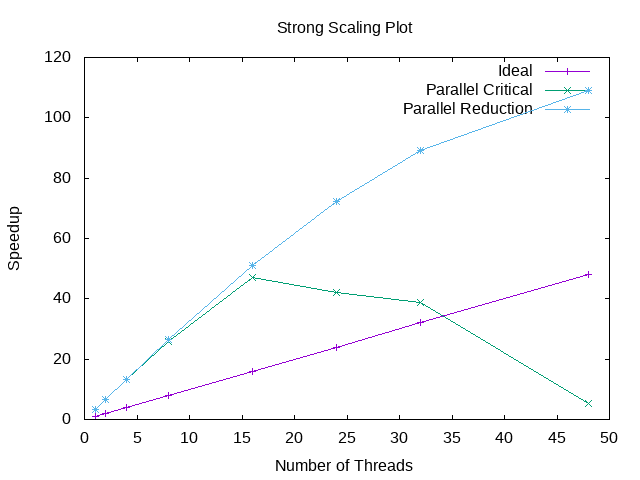 Strong Scaling Plot
120
100
80
60
40
20
0
Speedup
Ideal
Parallel Critical
Parallel Reduction
0 5 10 15 20 25 30 35 40 45 50
Number of Threads